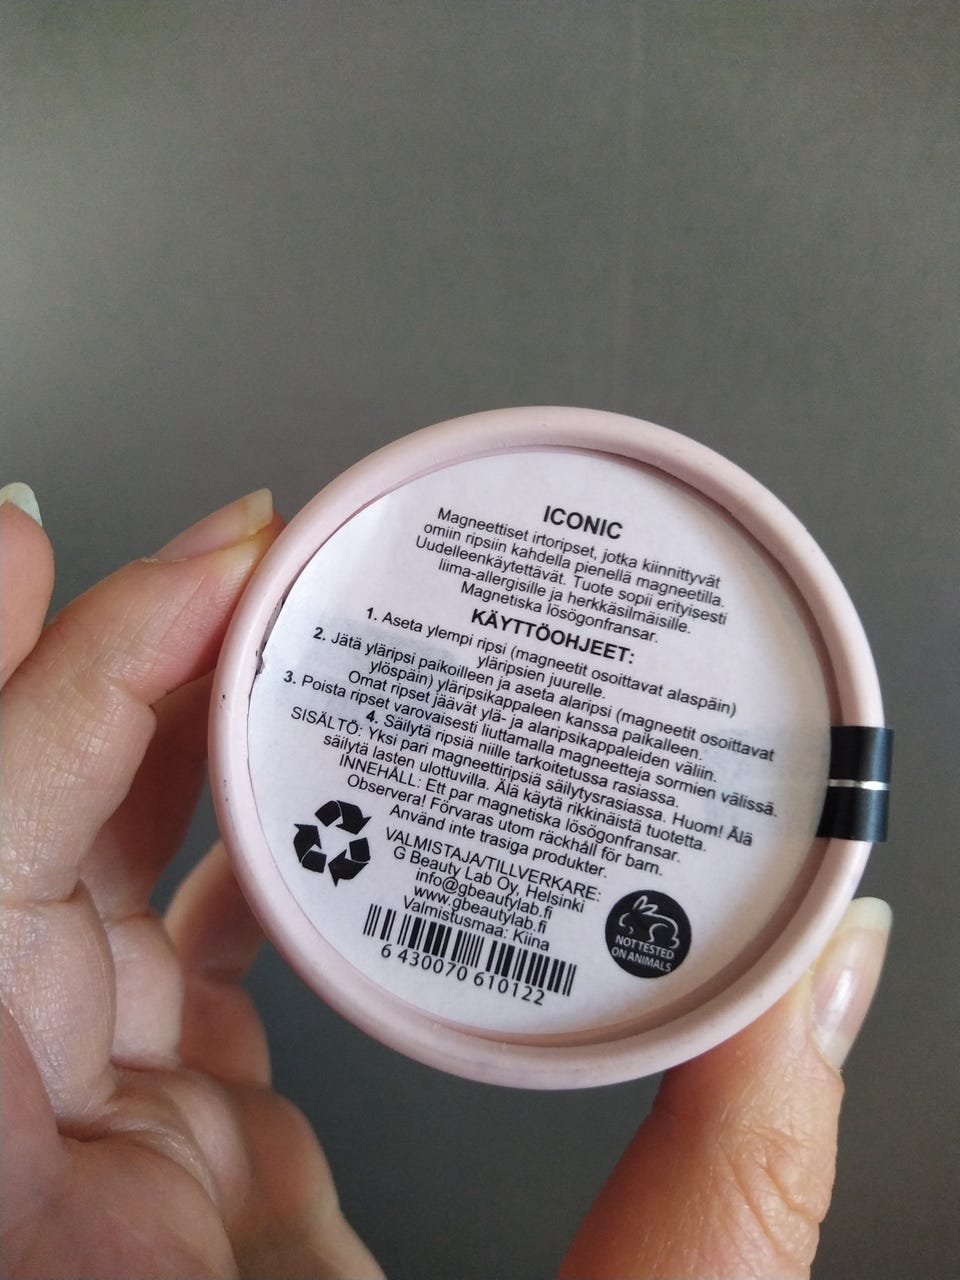 ICONIC
Magneettiset irtoripset, jotka kiinnittyvät
omiin ripsiin kahdella pienellä magneetilla.
Uudelleenkäytettävät. Tuote sopii erityisesti
liima-allergisille ja herkkäsilmäisille.
Magnetiska lösögonfransar.
KÄYTTÖOHJEET:
1. Aseta ylempi ripsi (magneetit osoittavat alaspäin)
yläripsien juurelle.
2. Jätä yläripsi paikoilleen ja aseta alaripsi (magneetit osoittavat
ylöspäin) yläripsikappaleen kanssa paikalleen.
Omat ripset jäävät ylä- ja alaripsikappaleiden väliin.
3. Poista ripset varovaisesti liuttamalla magneetteja sormien välissä.
4. Säilytä ripsiä niille tarkoitetussa rasiassa.
SISÄLTÖ: Yksi pari magneettiripsiä säilytysrasiassa. Huom! Älä
säilytä lasten ulottuvilla. Älä käytä rikkinäistä tuotetta.
INNEHÅLL: Ett par magnetiska lösögonfransar.
Observera! Förvaras utom räckhåll för barn.
Använd inte trasiga produkter.
VALMISTAJA/TILLVERKARE:
G Beauty Lab Oy, Helsinki
info@gbeautylab.fi
www.gbeautylab.fi
Valmistusmaa: Kiina
6 430070 610122
NOT TESTED
ON ANIMALS